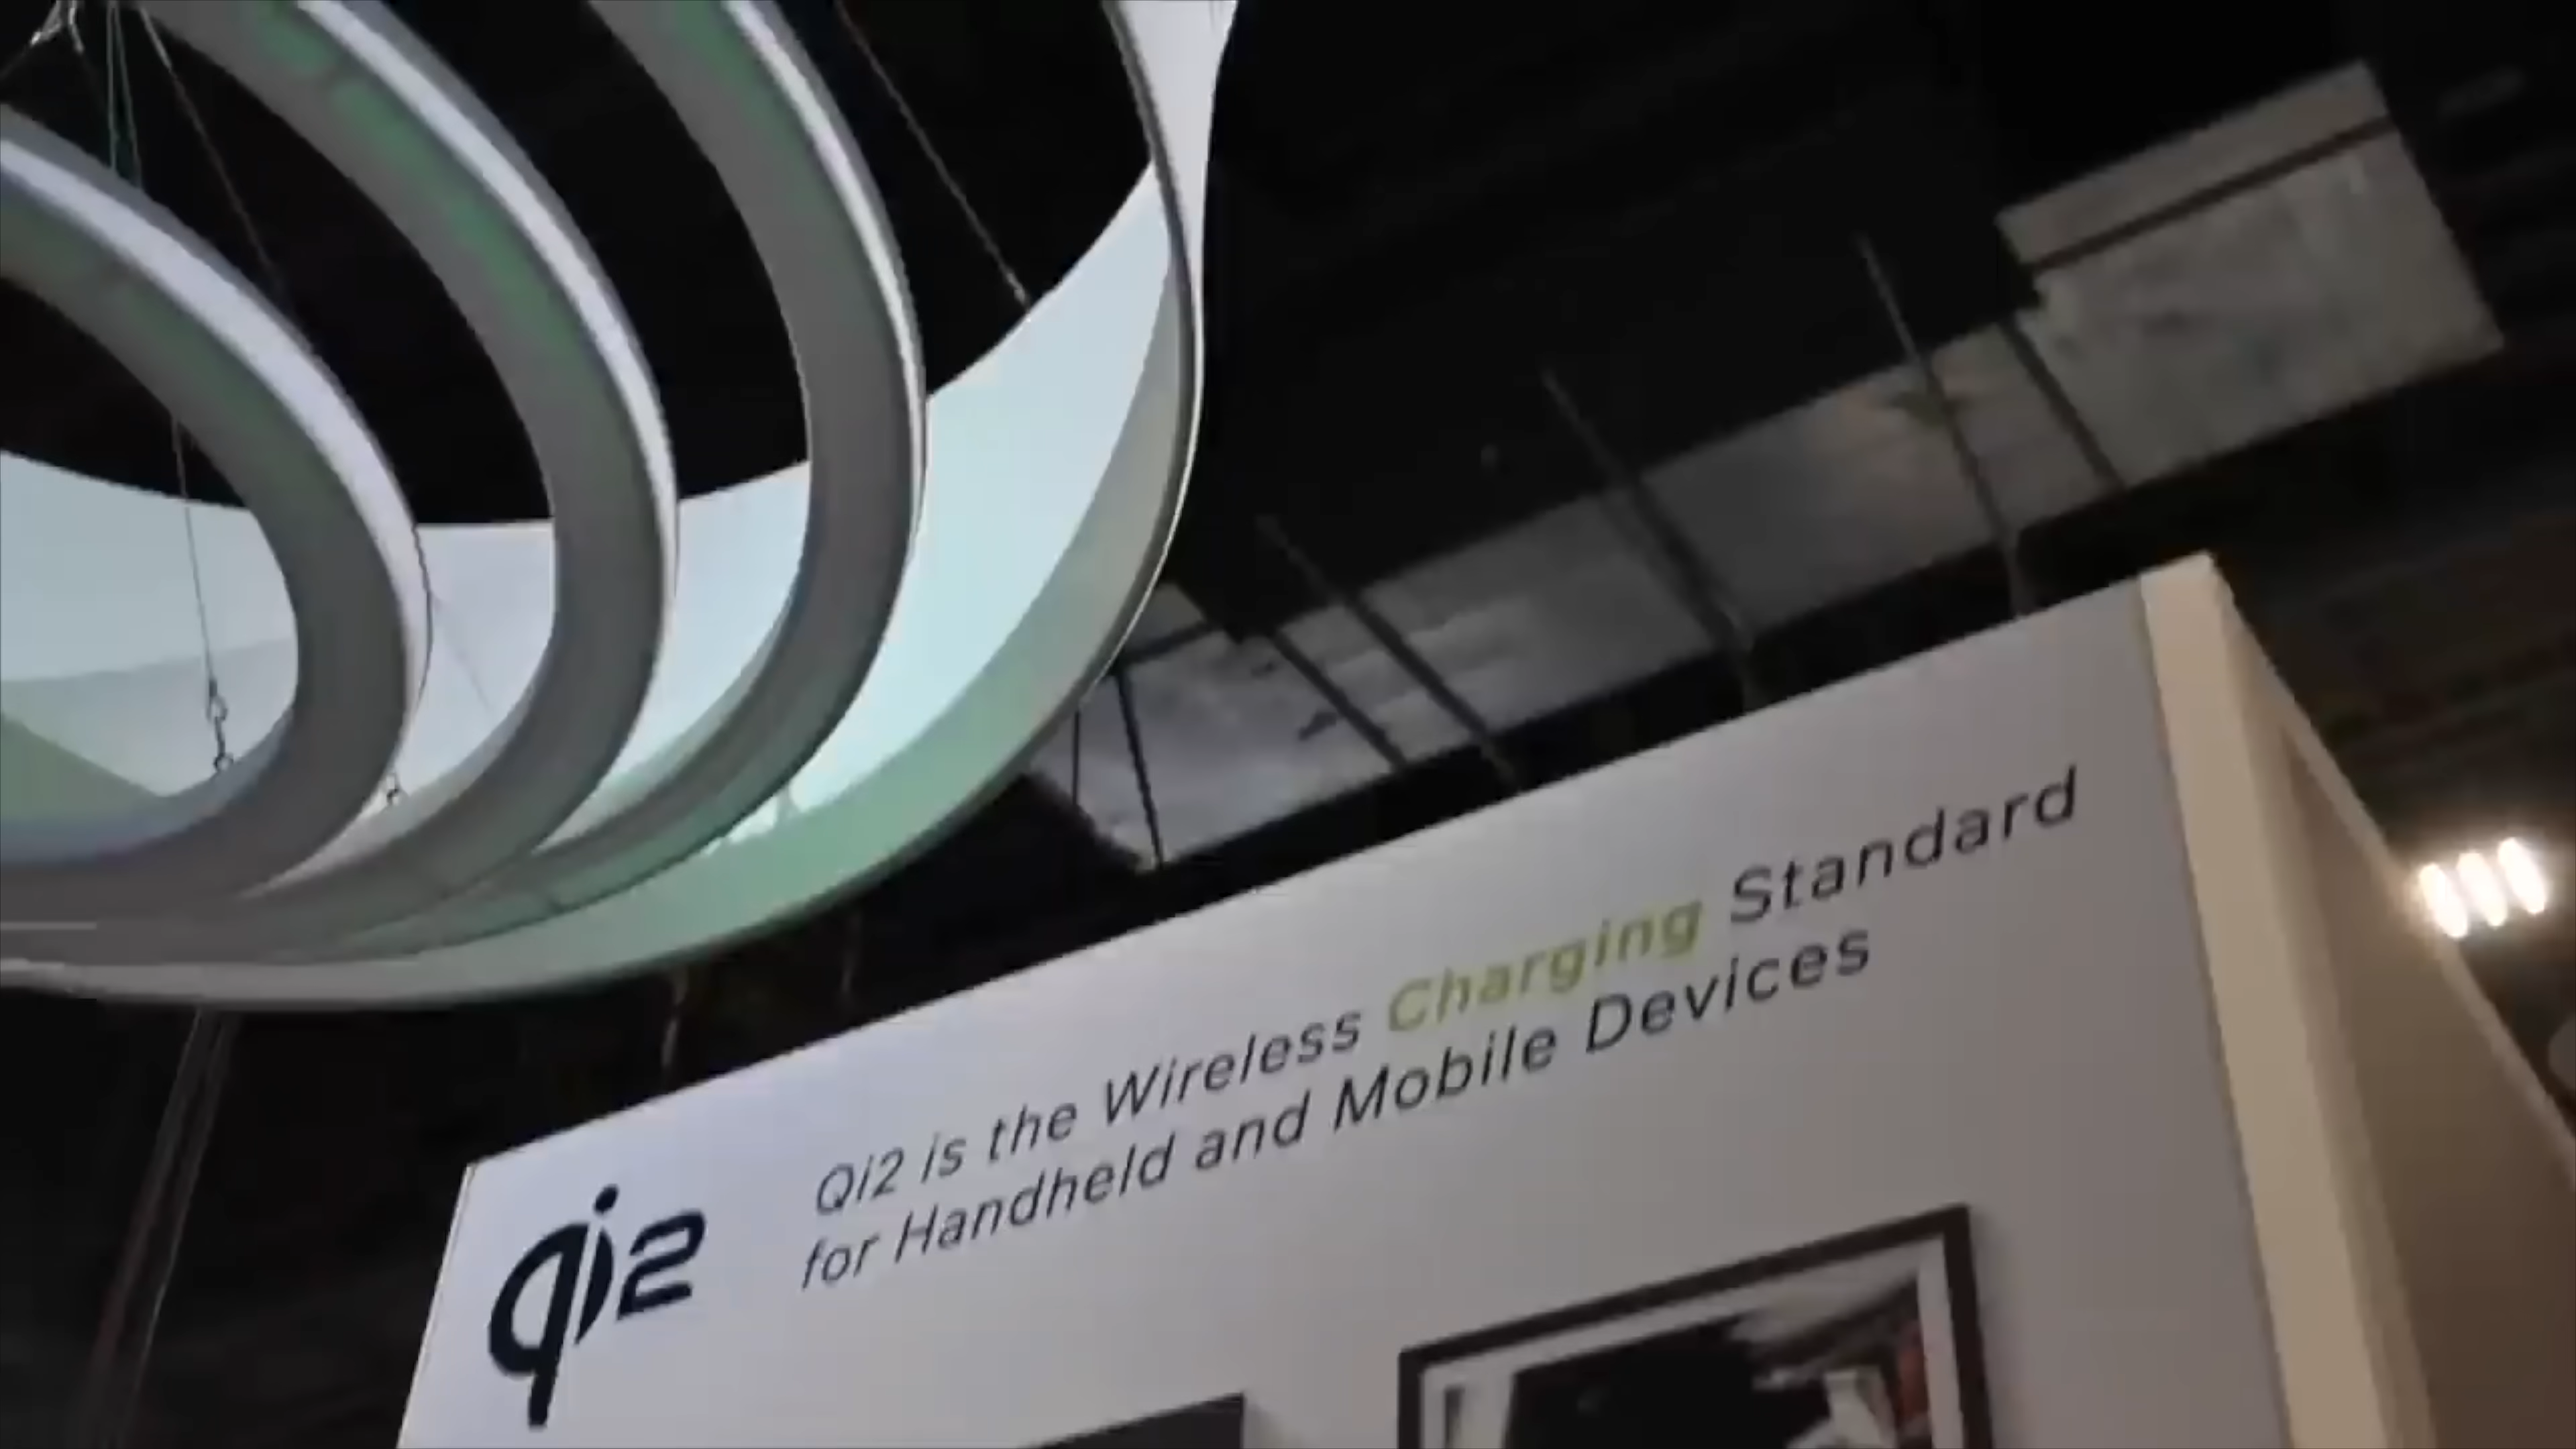 qi2
Qi2 is the Wireless Charging Standard
for Handheld and Mobile Devices